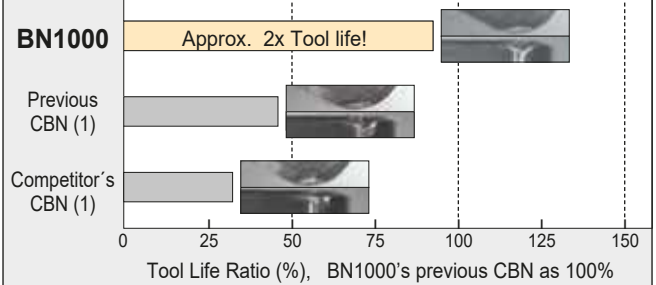 BN1000
Approx. 2x Tool life!
Previous
CBN (1)
Competitor´s
CBN (1)
0 25 50 75 100 125 150
Tool Life Ratio (%), BN1000’s previous CBN as 100%